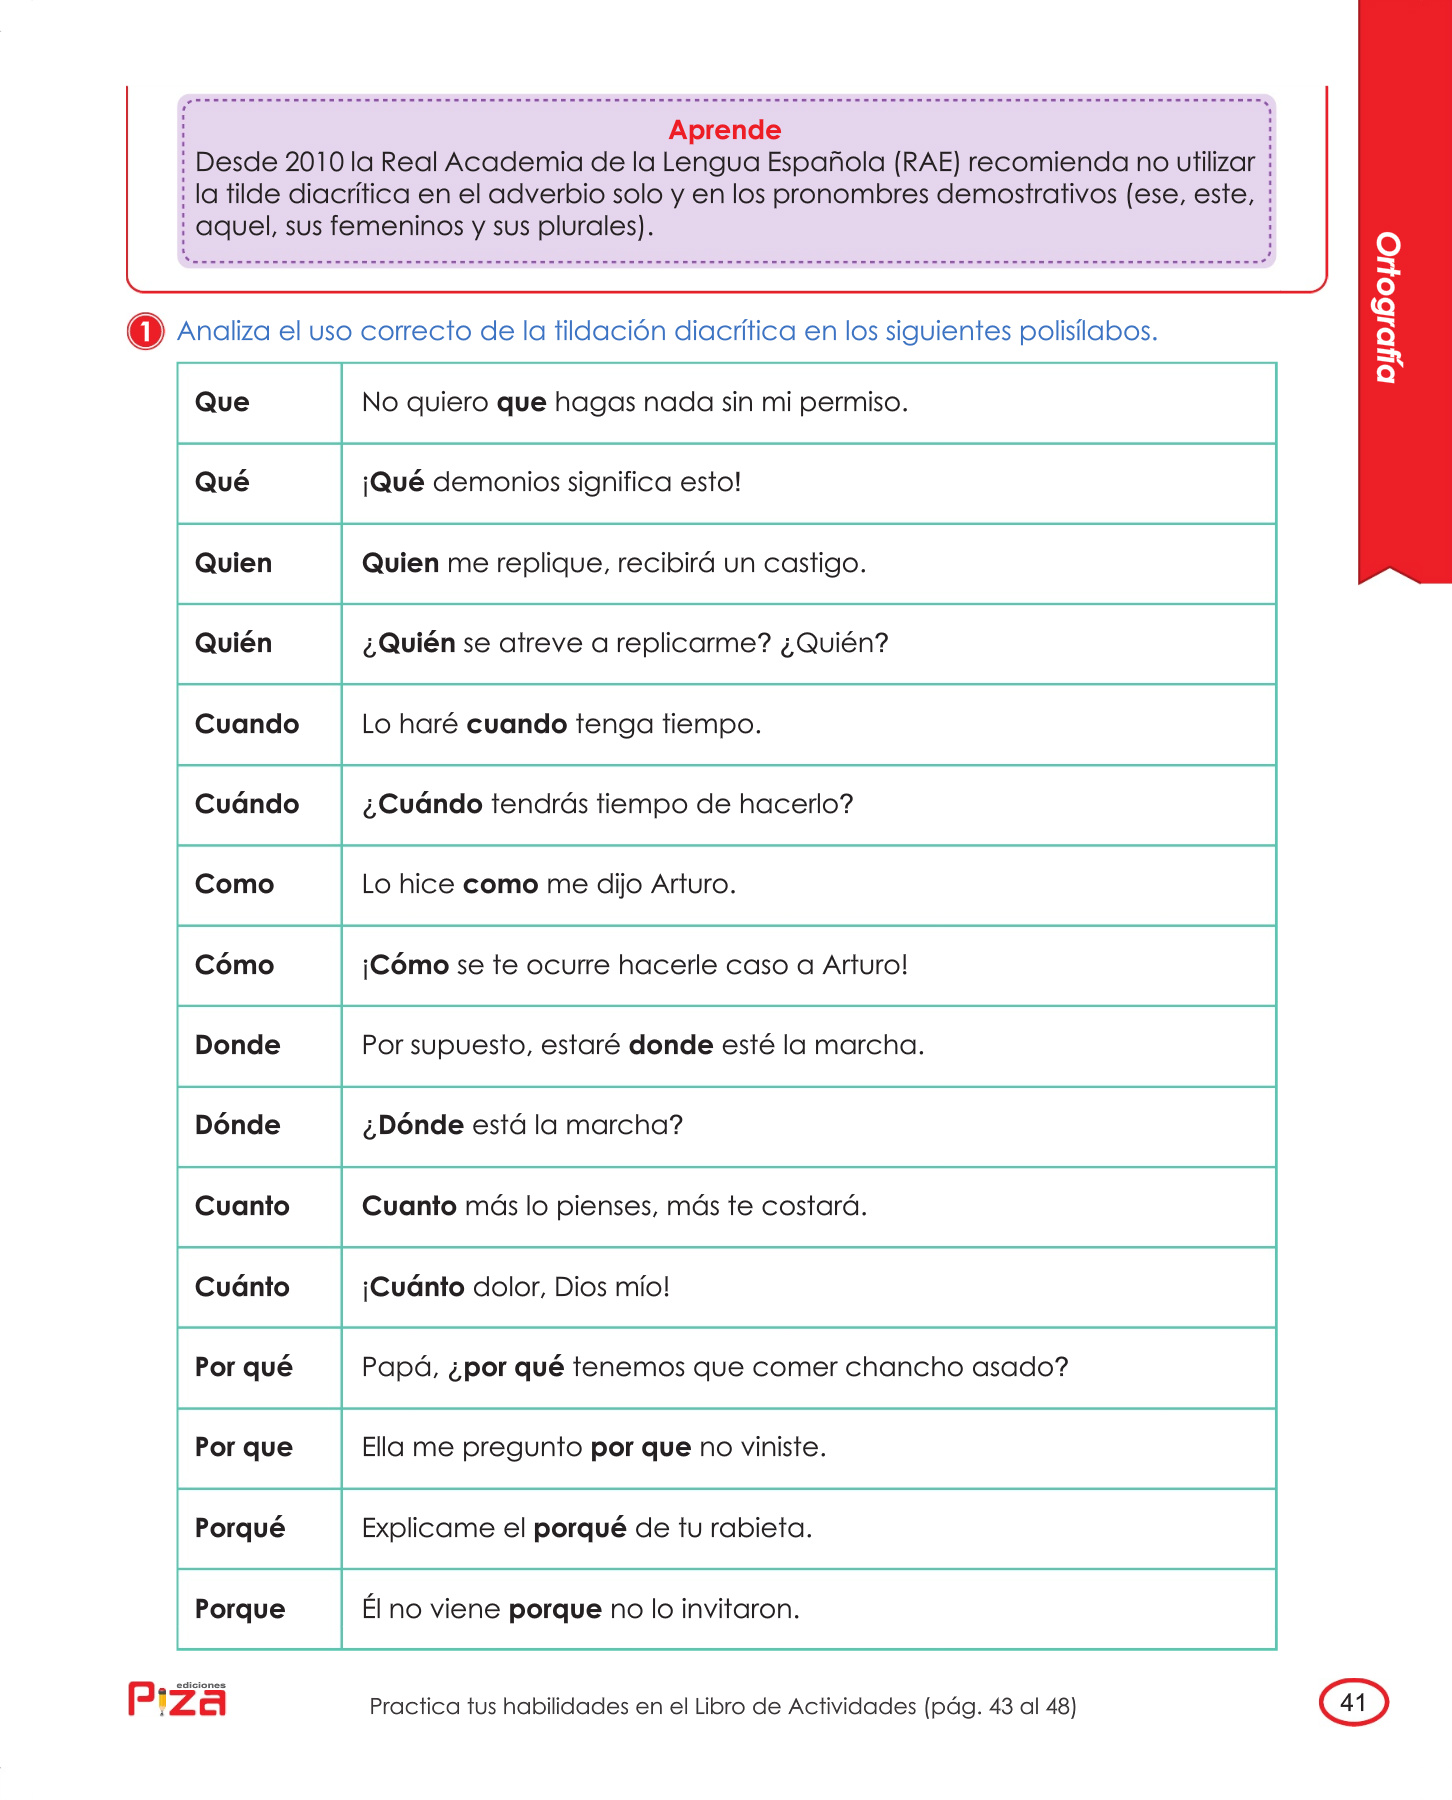 Aprende
Desde 2010 la Real Academia de la Lengua Española (RAE) recomienda no utilizar
la tilde diacrítica en el adverbio solo y en los pronombres demostrativos (ese, este,
aquel, sus femeninos y sus plurales).
Ortografía
1 Analiza el uso correcto de la tildación diacrítica en los siguientes polisílabos.
Que No quiero que hagas nada sin mi permiso.
Qué ¡Qué demonios significa esto!
Quien Quien me replique, recibirá un castigo.
Quién ¿Quién se atreve a replicarme? ¿Quién?
Cuando Lo haré cuando tenga tiempo.
Cuándo ¿Cuándo tendrás tiempo de hacerlo?
Como Lo hice como me dijo Arturo.
Cómo ¡Cómo se te ocurre hacerle caso a Arturo!
Donde Por supuesto, estaré donde esté la marcha.
Dónde ¿Dónde está la marcha?
Cuanto Cuanto más lo pienses, más te costará.
Cuánto ¡Cuánto dolor, Dios mío!
Por qué Papá, ¿por qué tenemos que comer chancho asado?
Por que Ella me pregunto por que no viniste.
Porqué Explicame el porqué de tu rabieta.
Porque Él no viene porque no lo invitaron.
ediciones
Piza
Practica tus habilidades en el Libro de Actividades (pág. 43 al 48)
41